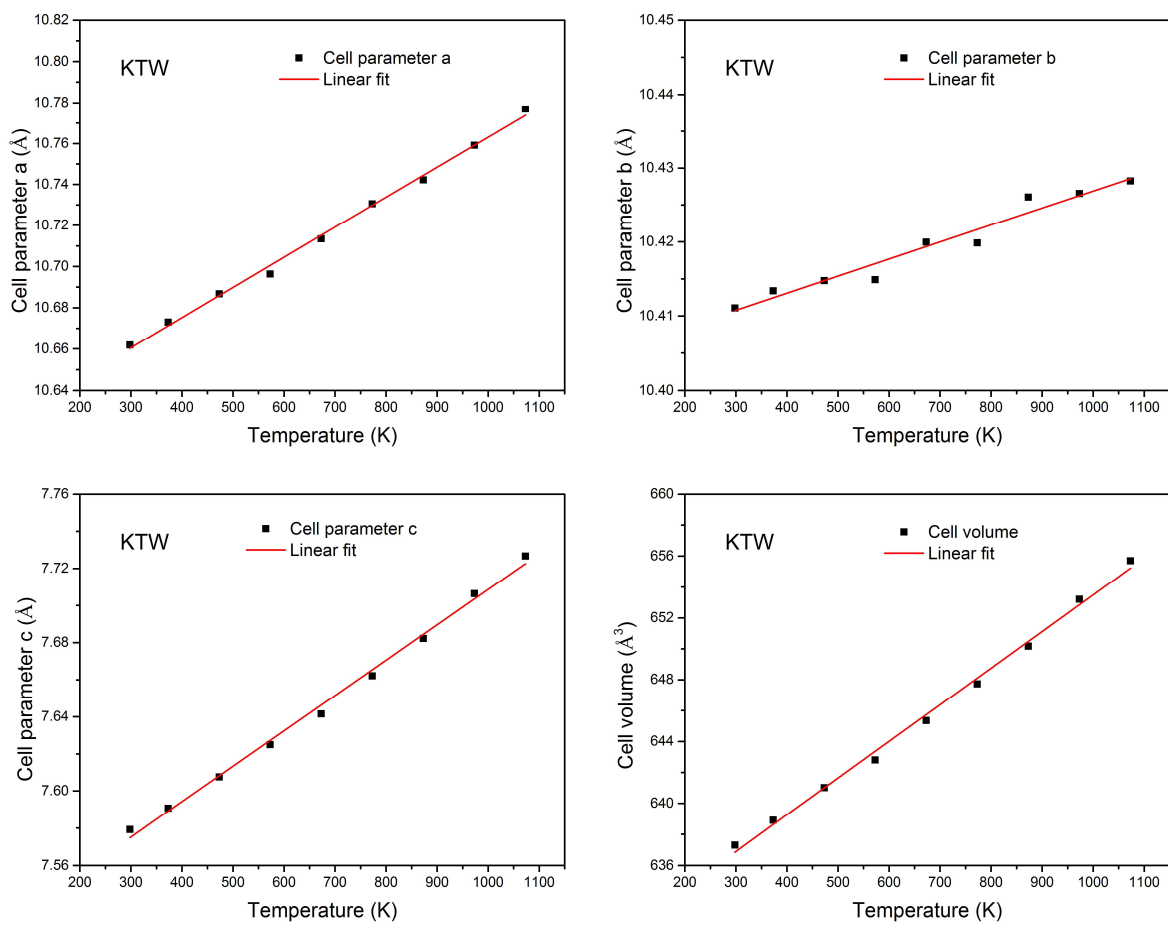 10.82
10.80
10.78
10.76
10.74
10.72
10.70
10.68
10.66
10.64
Cell parameter a (Å)
KTW
Cell parameter a
Linear fit
200 300 400 500 600 700 800 900 1000 1100
Temperature (K)
10.45
10.44
10.43
10.42
10.41
10.40
Cell parameter b (Å)
KTW
Cell parameter b
Linear fit
200 300 400 500 600 700 800 900 1000 1100
Temperature (K)
7.76
7.72
7.68
7.64
7.60
7.56
Cell parameter c (Å)
KTW
Cell parameter c
Linear fit
200 300 400 500 600 700 800 900 1000 1100
Temperature (K)
660
656
652
648
644
640
636
Cell volume (Å³)
KTW
Cell volume
Linear fit
200 300 400 500 600 700 800 900 1000 1100
Temperature (K)